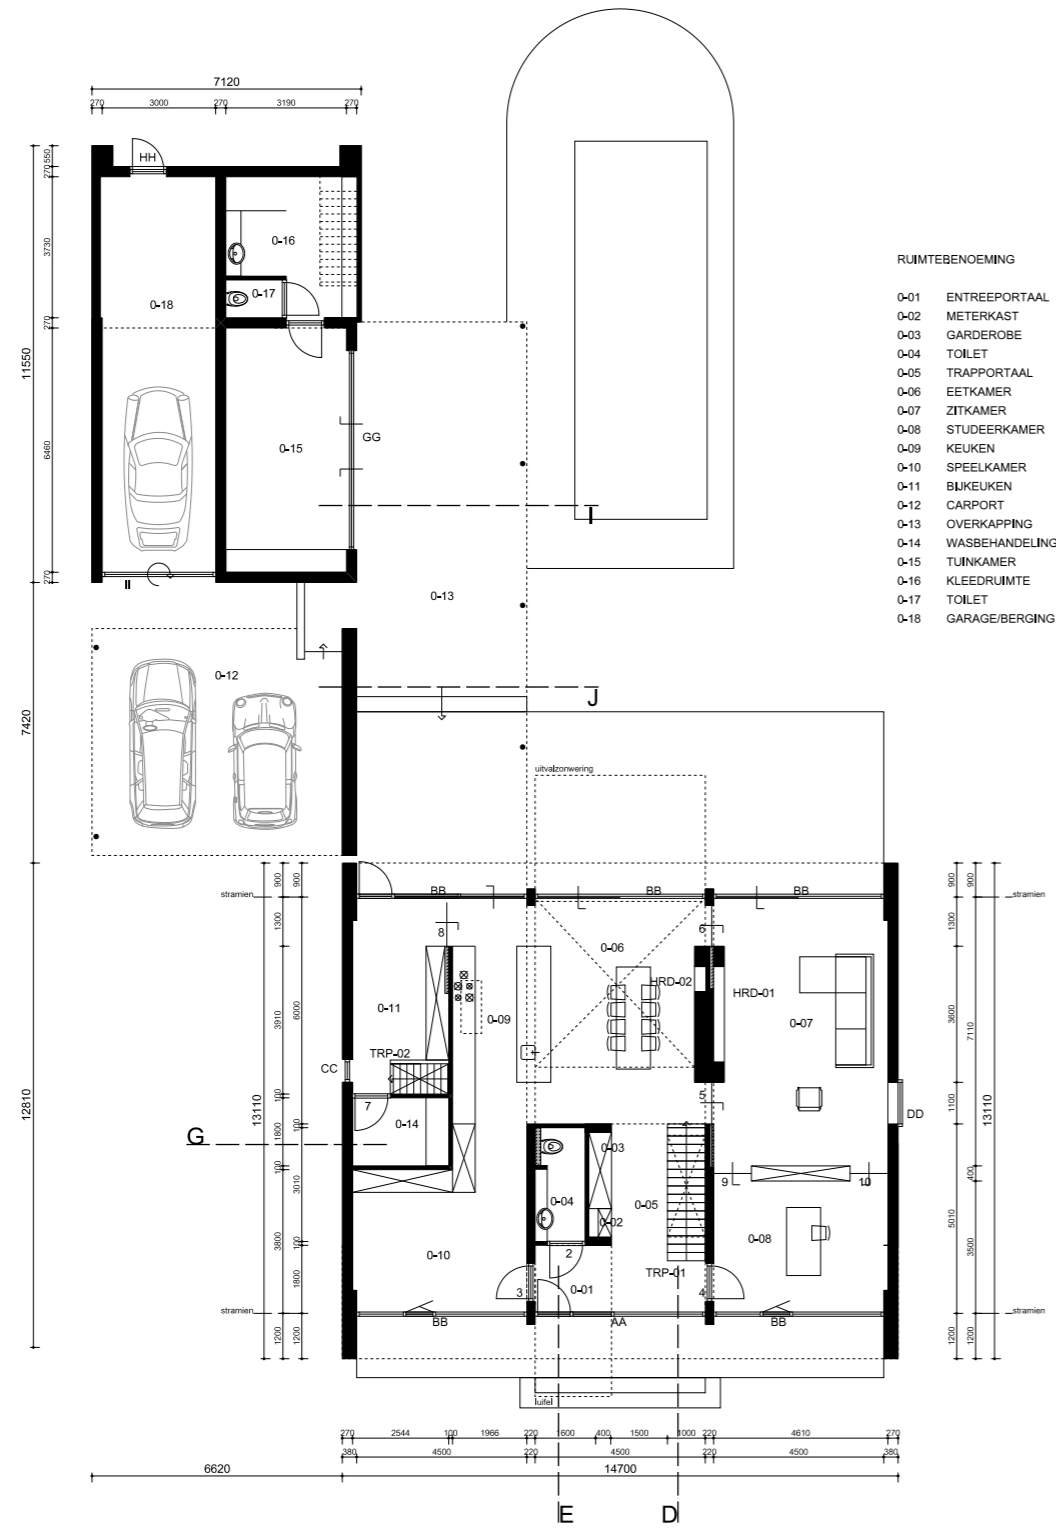 7120
270 3000 270 3190 270
HH
550
270
3730
270
11550
6460
270
7420
12810
0-16
0-17
0-18
0-15
GG
I
II
0-13
0-12
J
RUIMTEBENOEMING
0-01 ENTREEPORTAAL
0-02 METERKAST
0-03 GARDEROBE
0-04 TOILET
0-05 TRAPPORTAAL
0-06 EETKAMER
0-07 ZITKAMER
0-08 STUDEERKAMER
0-09 KEUKEN
0-10 SPEELKAMER
0-11 BIJKEUKEN
0-12 CARPORT
0-13 OVERKAPPING
0-14 WASBEHANDELING
0-15 TUINKAMER
0-16 KLEEDRUIMTE
0-17 TOILET
0-18 GARAGE/BERGING
uitvalzonwering
stramien
900 900
BB BB BB
900 900
stramien
1300
8
6
1300
0-06
HRD-02
HRD-01
0-11
0-09
0-07
3910
6000
3600
7110
TRP-02
CC
13110
100
7
5
1100
DD
13110
0-14
G
1800
100
100
3010
0-03
0-04
0-05
0-02
9
10
400
5010
3800
100
1800
0-10
2
0-08
3500
3
0-01
TRP-01
4
stramien
BB AA BB
stramien
1200 1200
1200 1200
luifel
270 2544 100 1966 220 1600 400 1500 1000 220 4610 270
380 4500 220 4500 220 4500 380
6620 14700
E D